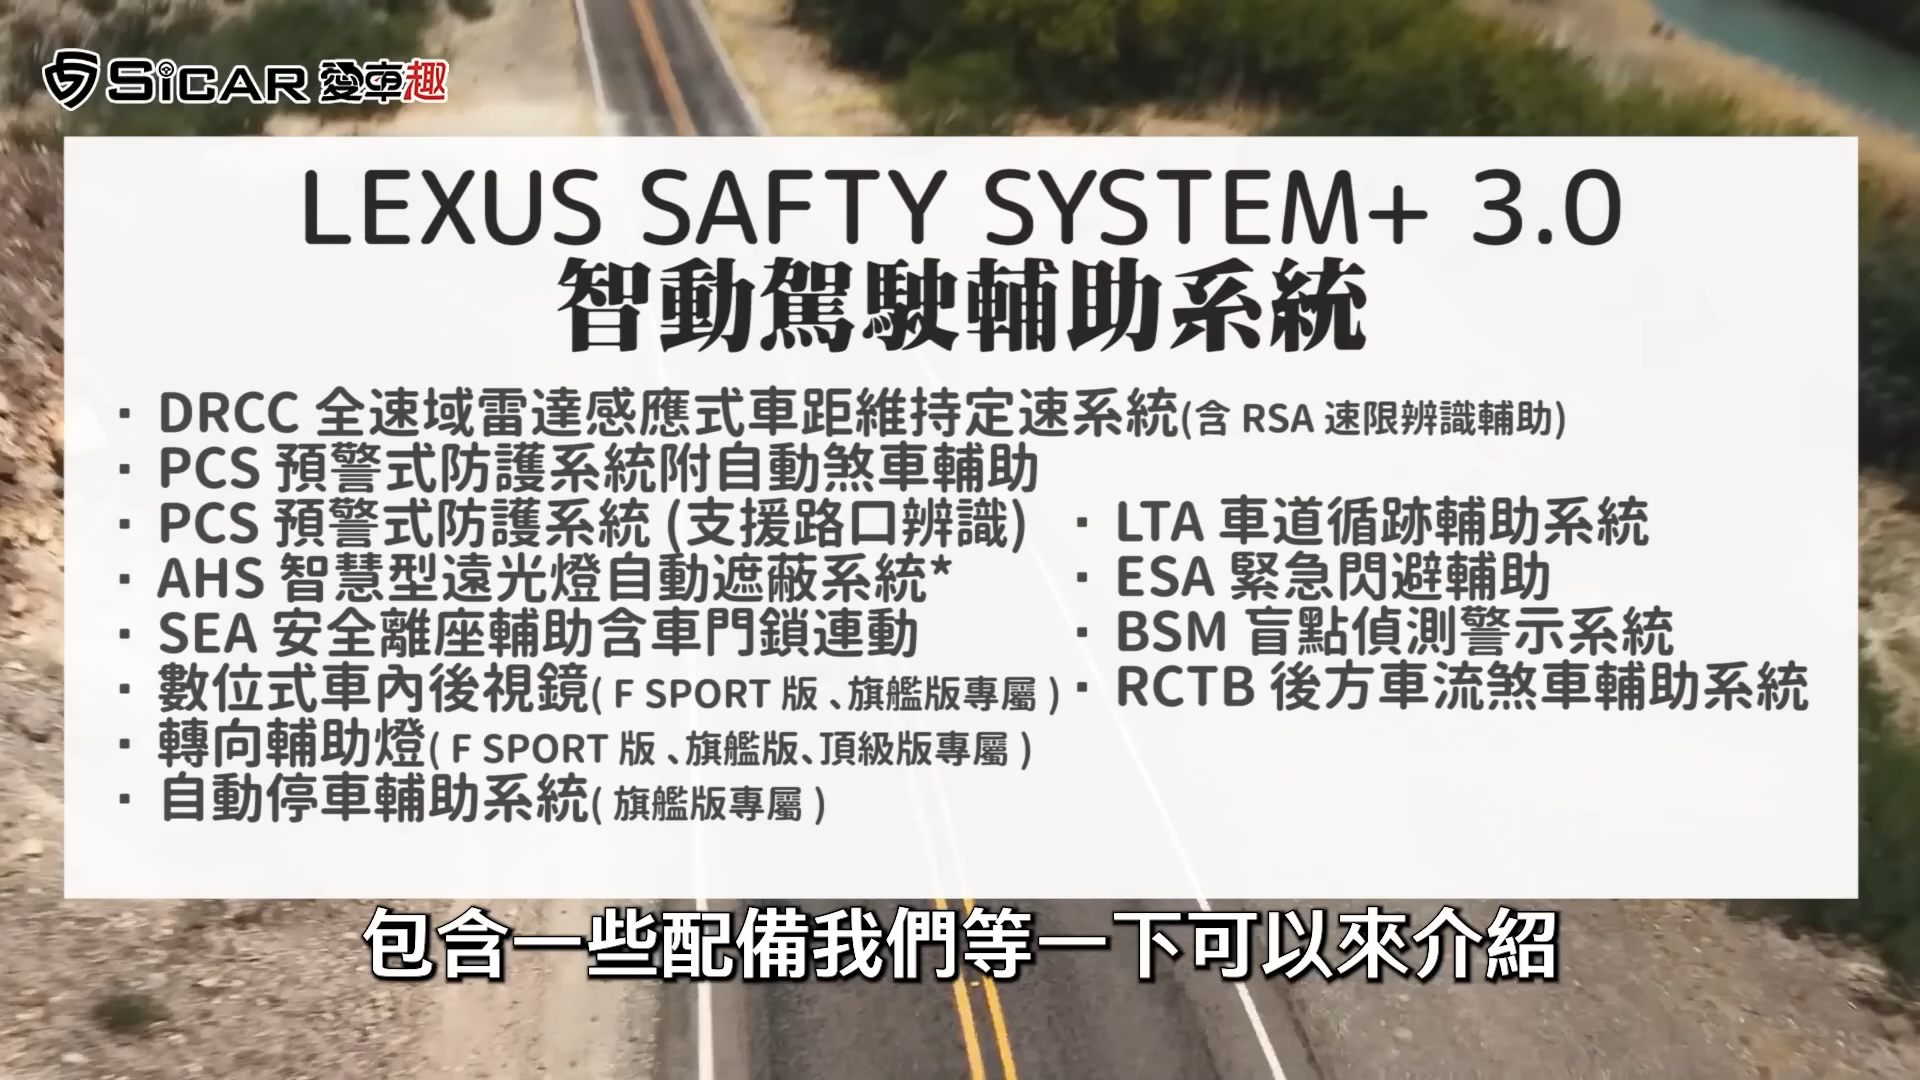 SiCAR 愛車趣
LEXUS SAFTY SYSTEM+ 3.0
智動駕駛輔助系統
· DRCC 全速域雷達感應式車距維持定速系統(含 RSA 速限辨識輔助)
· PCS 預警式防護系統附自動煞車輔助
· PCS 預警式防護系統 (支援路口辨識)
· AHS 智慧型遠光燈自動遮蔽系統*
· SEA 安全離座輔助含車門鎖連動
· 數位式車內後視鏡( F SPORT 版、旗艦版專屬 )
· 轉向輔助燈( F SPORT 版、旗艦版、頂級版專屬 )
· 自動停車輔助系統( 旗艦版專屬 )
· LTA 車道循跡輔助系統
· ESA 緊急閃避輔助
· BSM 盲點偵測警示系統
· RCTB 後方車流煞車輔助系統
包含一些配備我們等一下可以來介紹